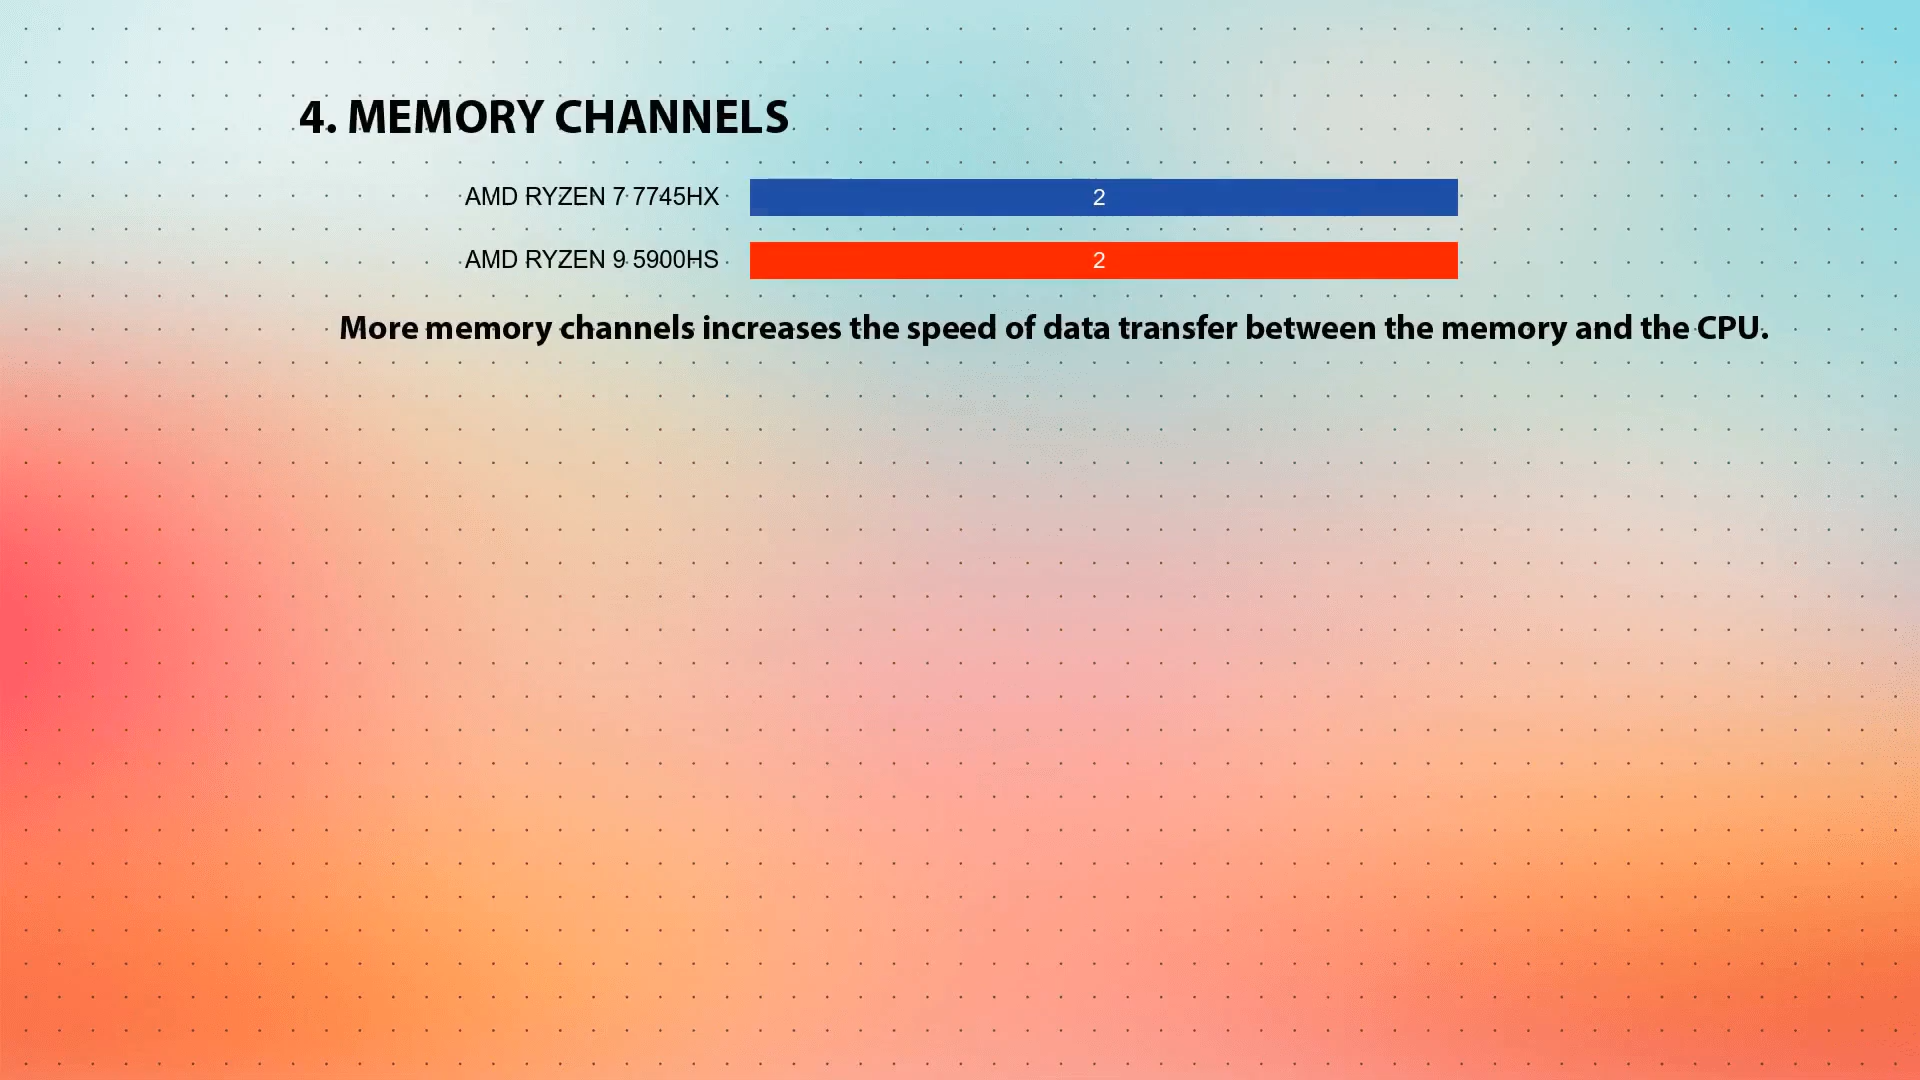 4. MEMORY CHANNELS
AMD RYZEN 7 7745HX 2
AMD RYZEN 9 5900HS 2
More memory channels increases the speed of data transfer between the memory and the CPU.